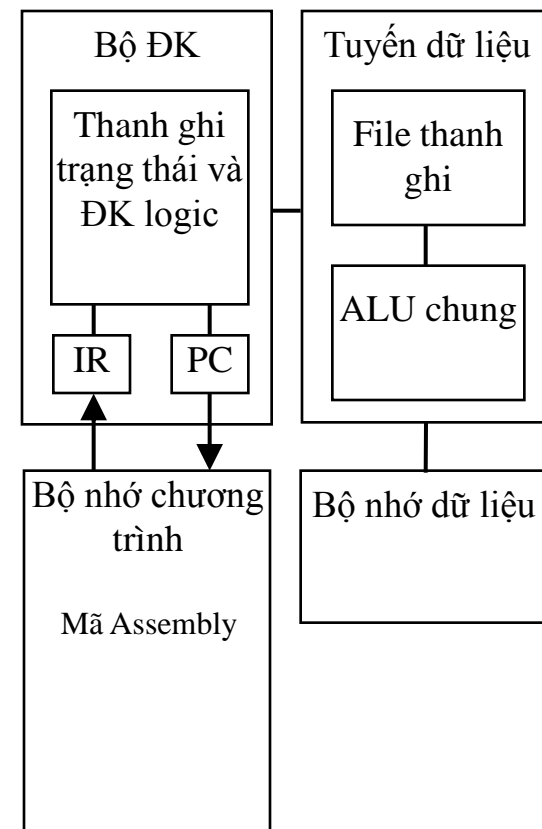 Bộ ĐK
Thanh ghi
trạng thái và
ĐK logic
IR
PC
Bộ nhớ chương
trình
Mã Assembly
Tuyến dữ liệu
File thanh
ghi
ALU chung
Bộ nhớ dữ liệu